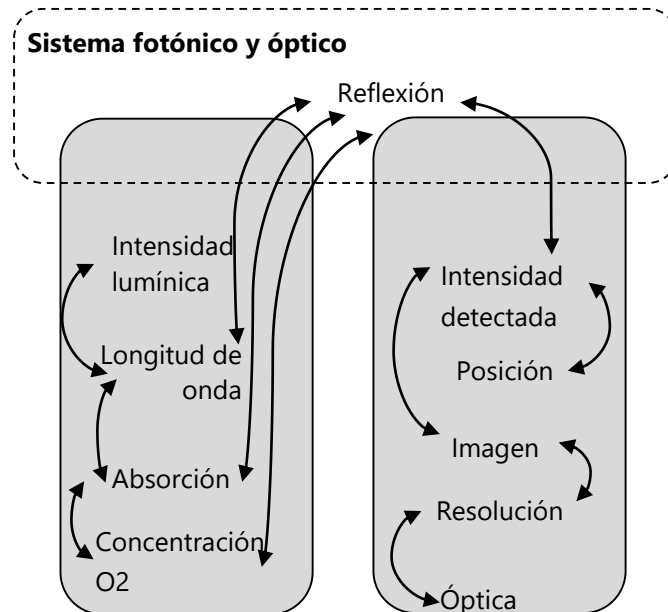 Sistema fotónico y óptico
Reflexión
Intensidad
lumínica
Longitud de
onda
Absorción
Concentración
O2
Intensidad
detectada
Posición
Imagen
Resolución
Óptica